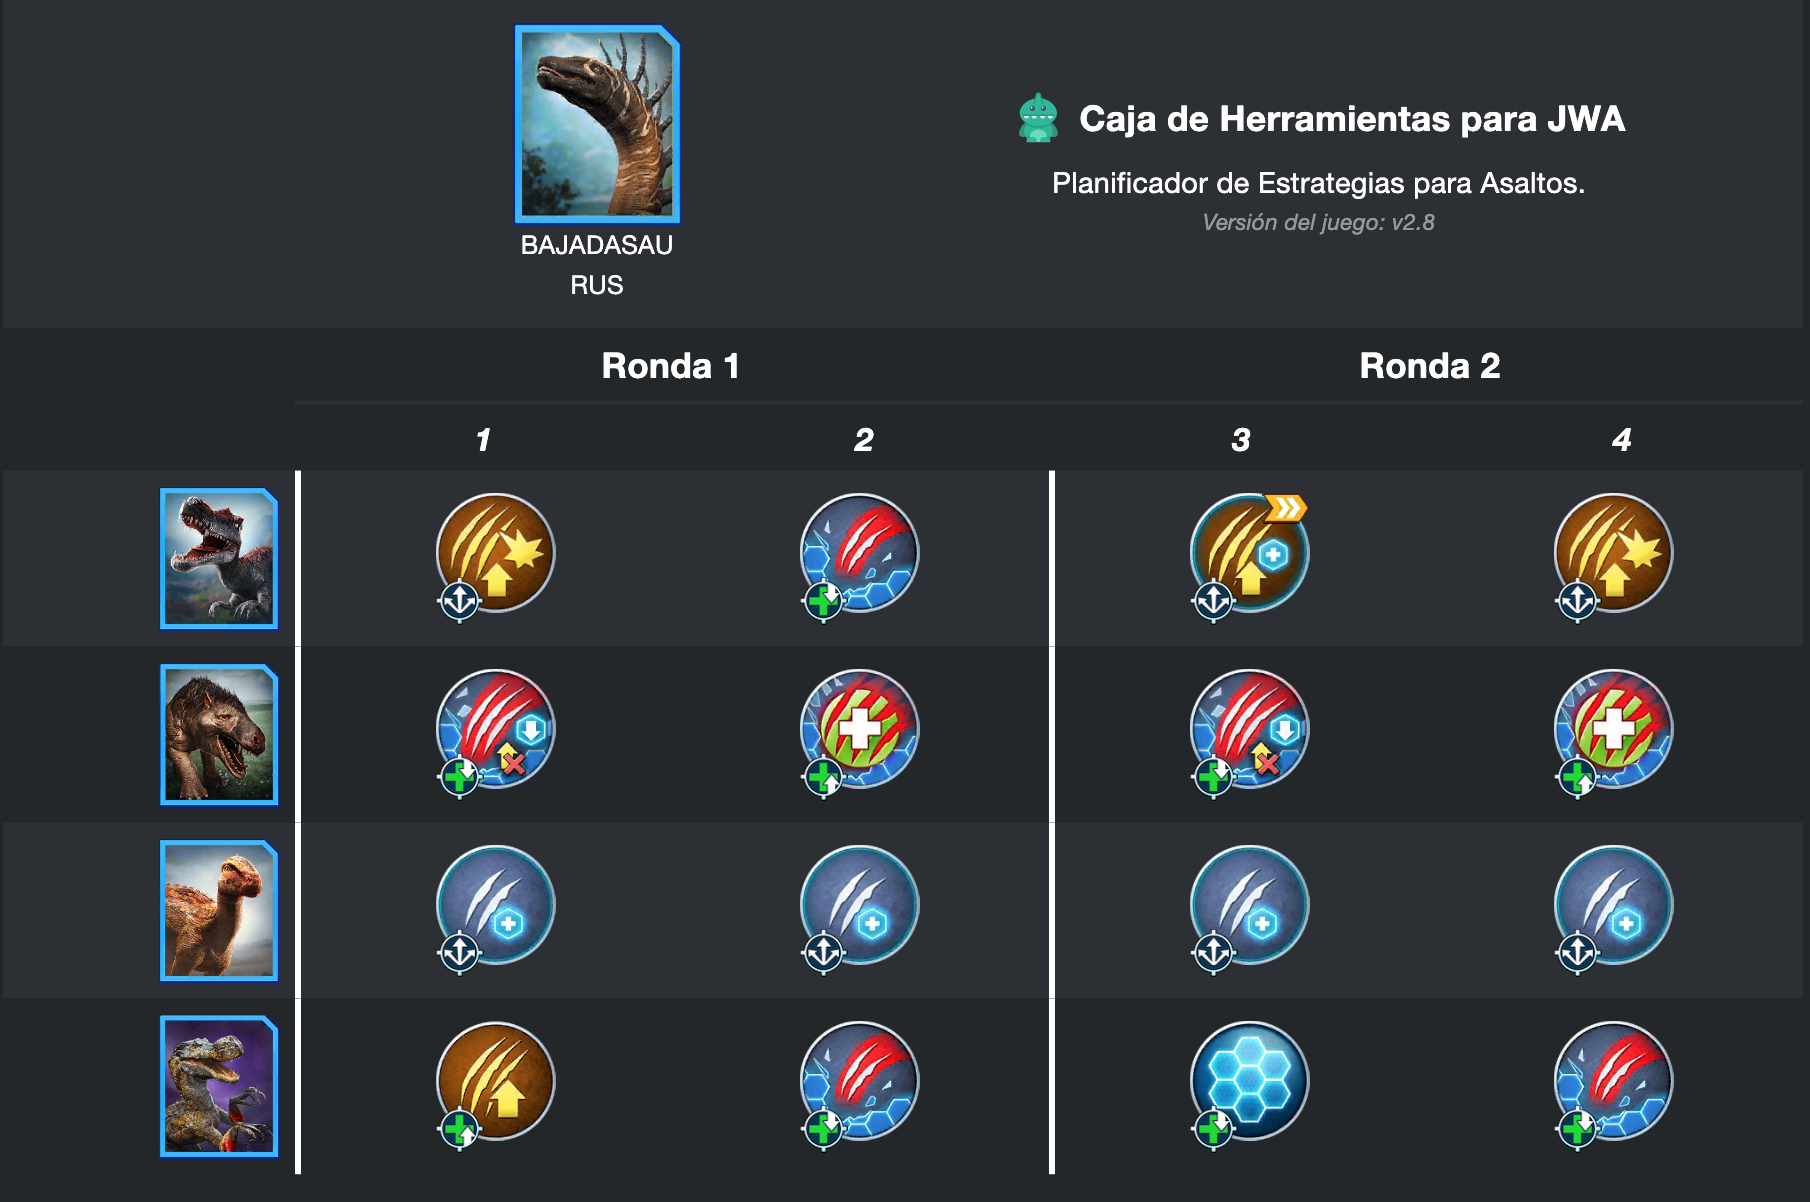 BAJADASAU
RUS
Caja de Herramientas para JWA
Planificador de Estrategias para Asaltos.
Versión del juego: v2.8
Ronda 1
Ronda 2
1
2
3
4